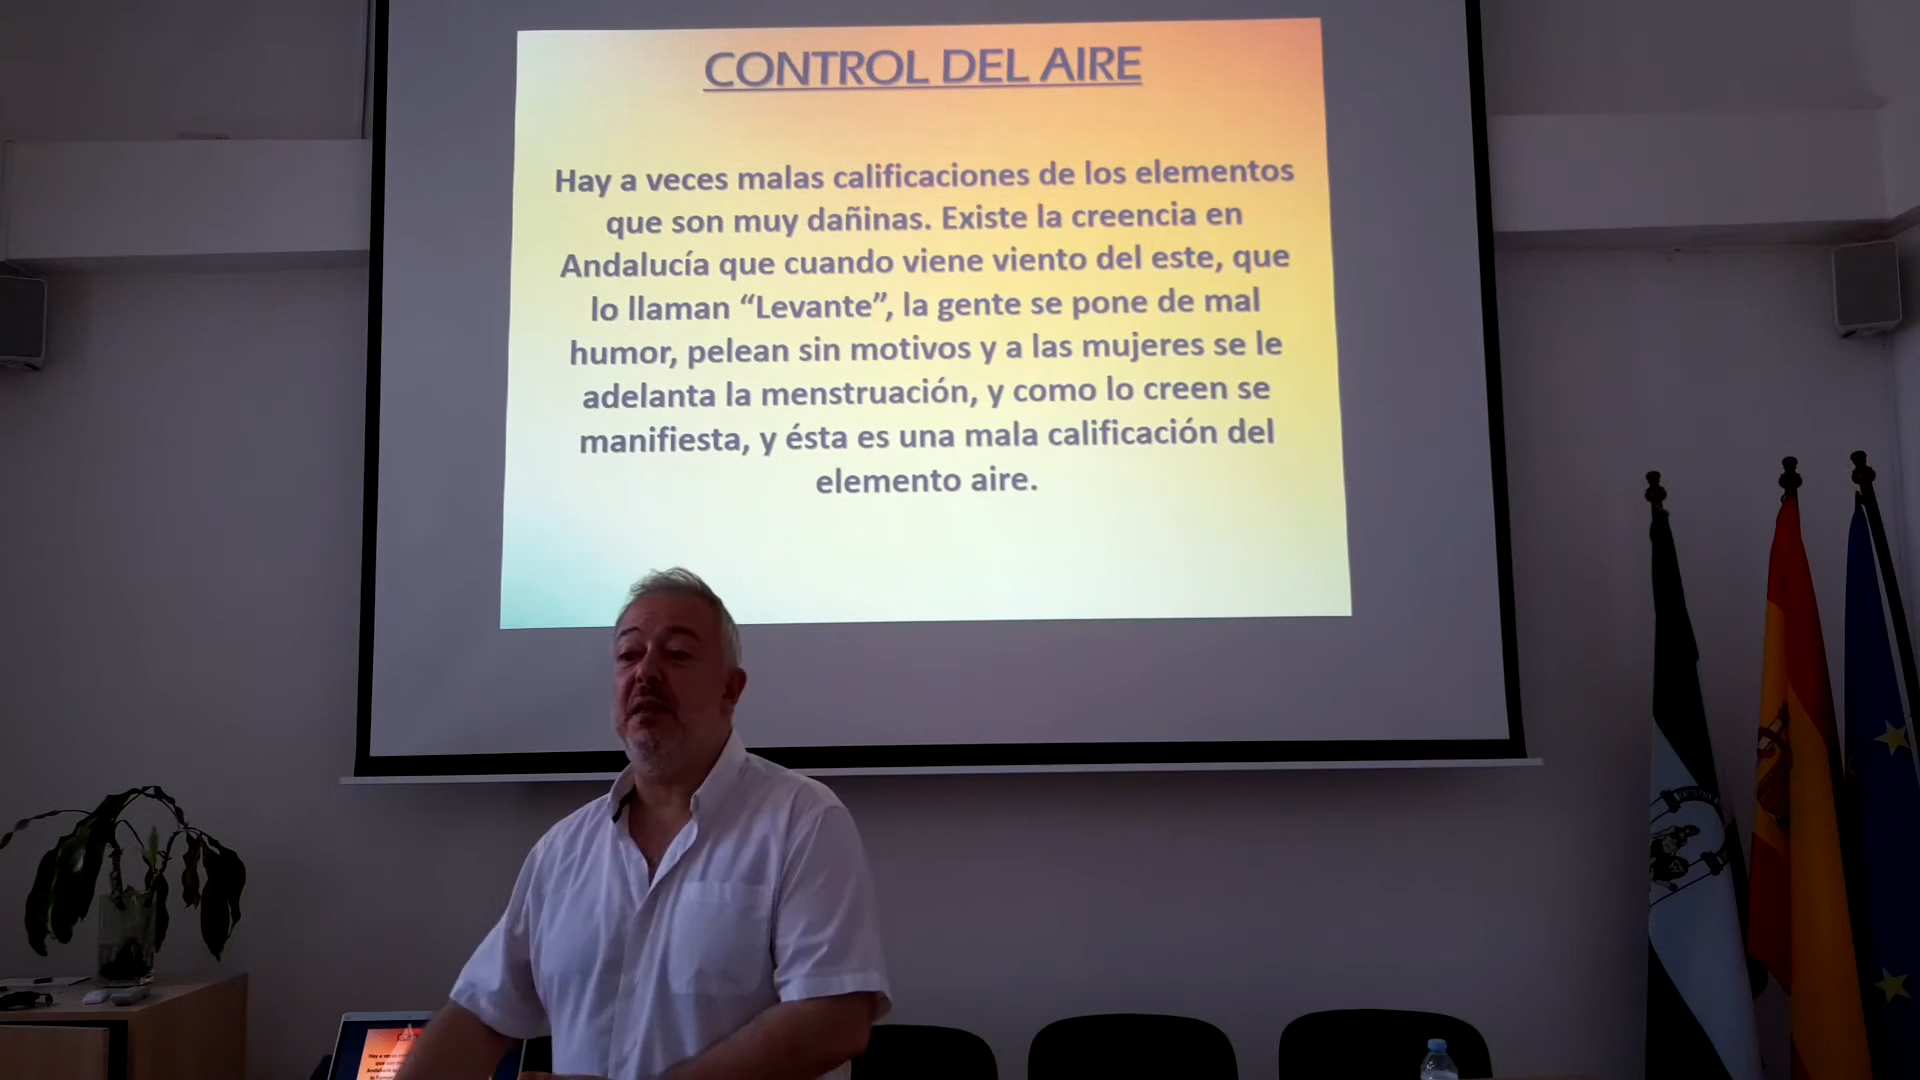 CONTROL DEL AIRE
Hay a veces malas calificaciones de los elementos
que son muy dañinas. Existe la creencia en
Andalucía que cuando viene viento del este, que
lo llaman “Levante”, la gente se pone de mal
humor, pelean sin motivos y a las mujeres se le
adelanta la menstruación, y como lo creen se
manifiesta, y ésta es una mala calificación del
elemento aire.